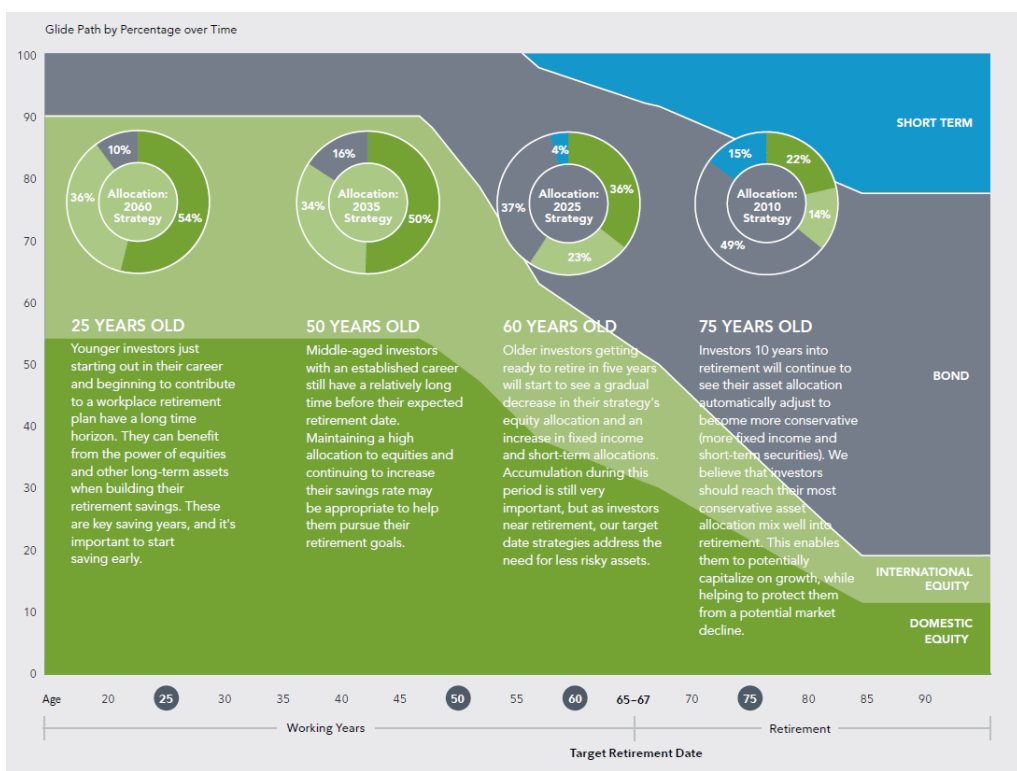 Glide Path by Percentage over Time
100
90
80
70
60
50
40
30
20
10
0
SHORT TERM
BOND
INTERNATIONAL
EQUITY
DOMESTIC
EQUITY
10%
36%
54%
Allocation:
2060
Strategy
16%
34%
50%
Allocation:
2035
Strategy
4%
37%
36%
23%
Allocation:
2025
Strategy
15%
22%
14%
49%
Allocation:
2010
Strategy
25 YEARS OLD
Younger investors just
starting out in their career
and beginning to contribute
to a workplace retirement
plan have a long time
horizon. They can benefit
from the power of equities
and other long-term assets
when building their
retirement savings. These
are key saving years, and it's
important to start
saving early.
50 YEARS OLD
Middle-aged investors
with an established career
still have a relatively long
time before their expected
retirement date.
Maintaining a high
allocation to equities and
continuing to increase
their savings rate may
be appropriate to help
them pursue their
retirement goals.
60 YEARS OLD
Older investors getting
ready to retire in five years
will start to see a gradual
decrease in their strategy's
equity allocation and an
increase in fixed income
and short-term allocations.
Accumulation during this
period is still very
important, but as investors
near retirement, our target
date strategies address the
need for less risky assets.
75 YEARS OLD
Investors 10 years into
retirement will continue to
see their asset allocation
automatically adjust to
become more conservative
(more fixed income and
short-term securities). We
believe that investors
should reach their most
conservative asset
allocation mix well into
retirement. This enables
them to potentially
capitalize on growth, while
helping to protect them
from a potential market
decline.
Age 20 25 30 35 40 45 50 55 60 65–67 70 75 80 85 90
Working Years
Retirement
Target Retirement Date